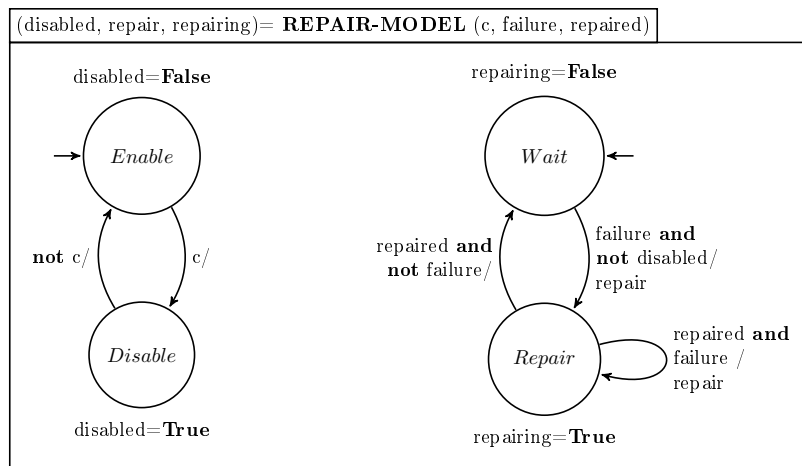 (disabled, repair, repairing)= REPAIR-MODEL (c, failure, repaired)
disabled=False
Enable
not c/
c/
Disable
disabled=True
repairing=False
Wait
repaired and
not failure/
failure and
not disabled/
repair
Repair
repaired and
failure /
repair
repairing=True